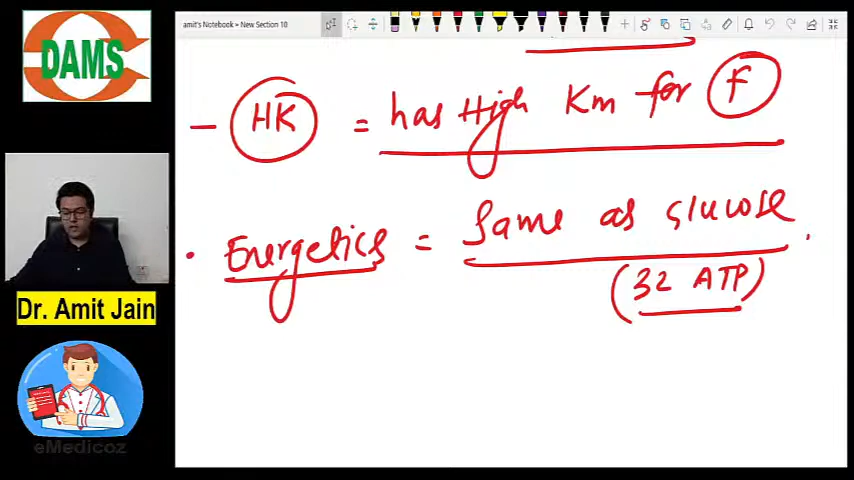 amit's Notebook > New Section 10
DAMS
- HK = has High Km for F
• Energetics = Same as glucose.
(32 ATP)
Dr. Amit Jain
eMedicoz